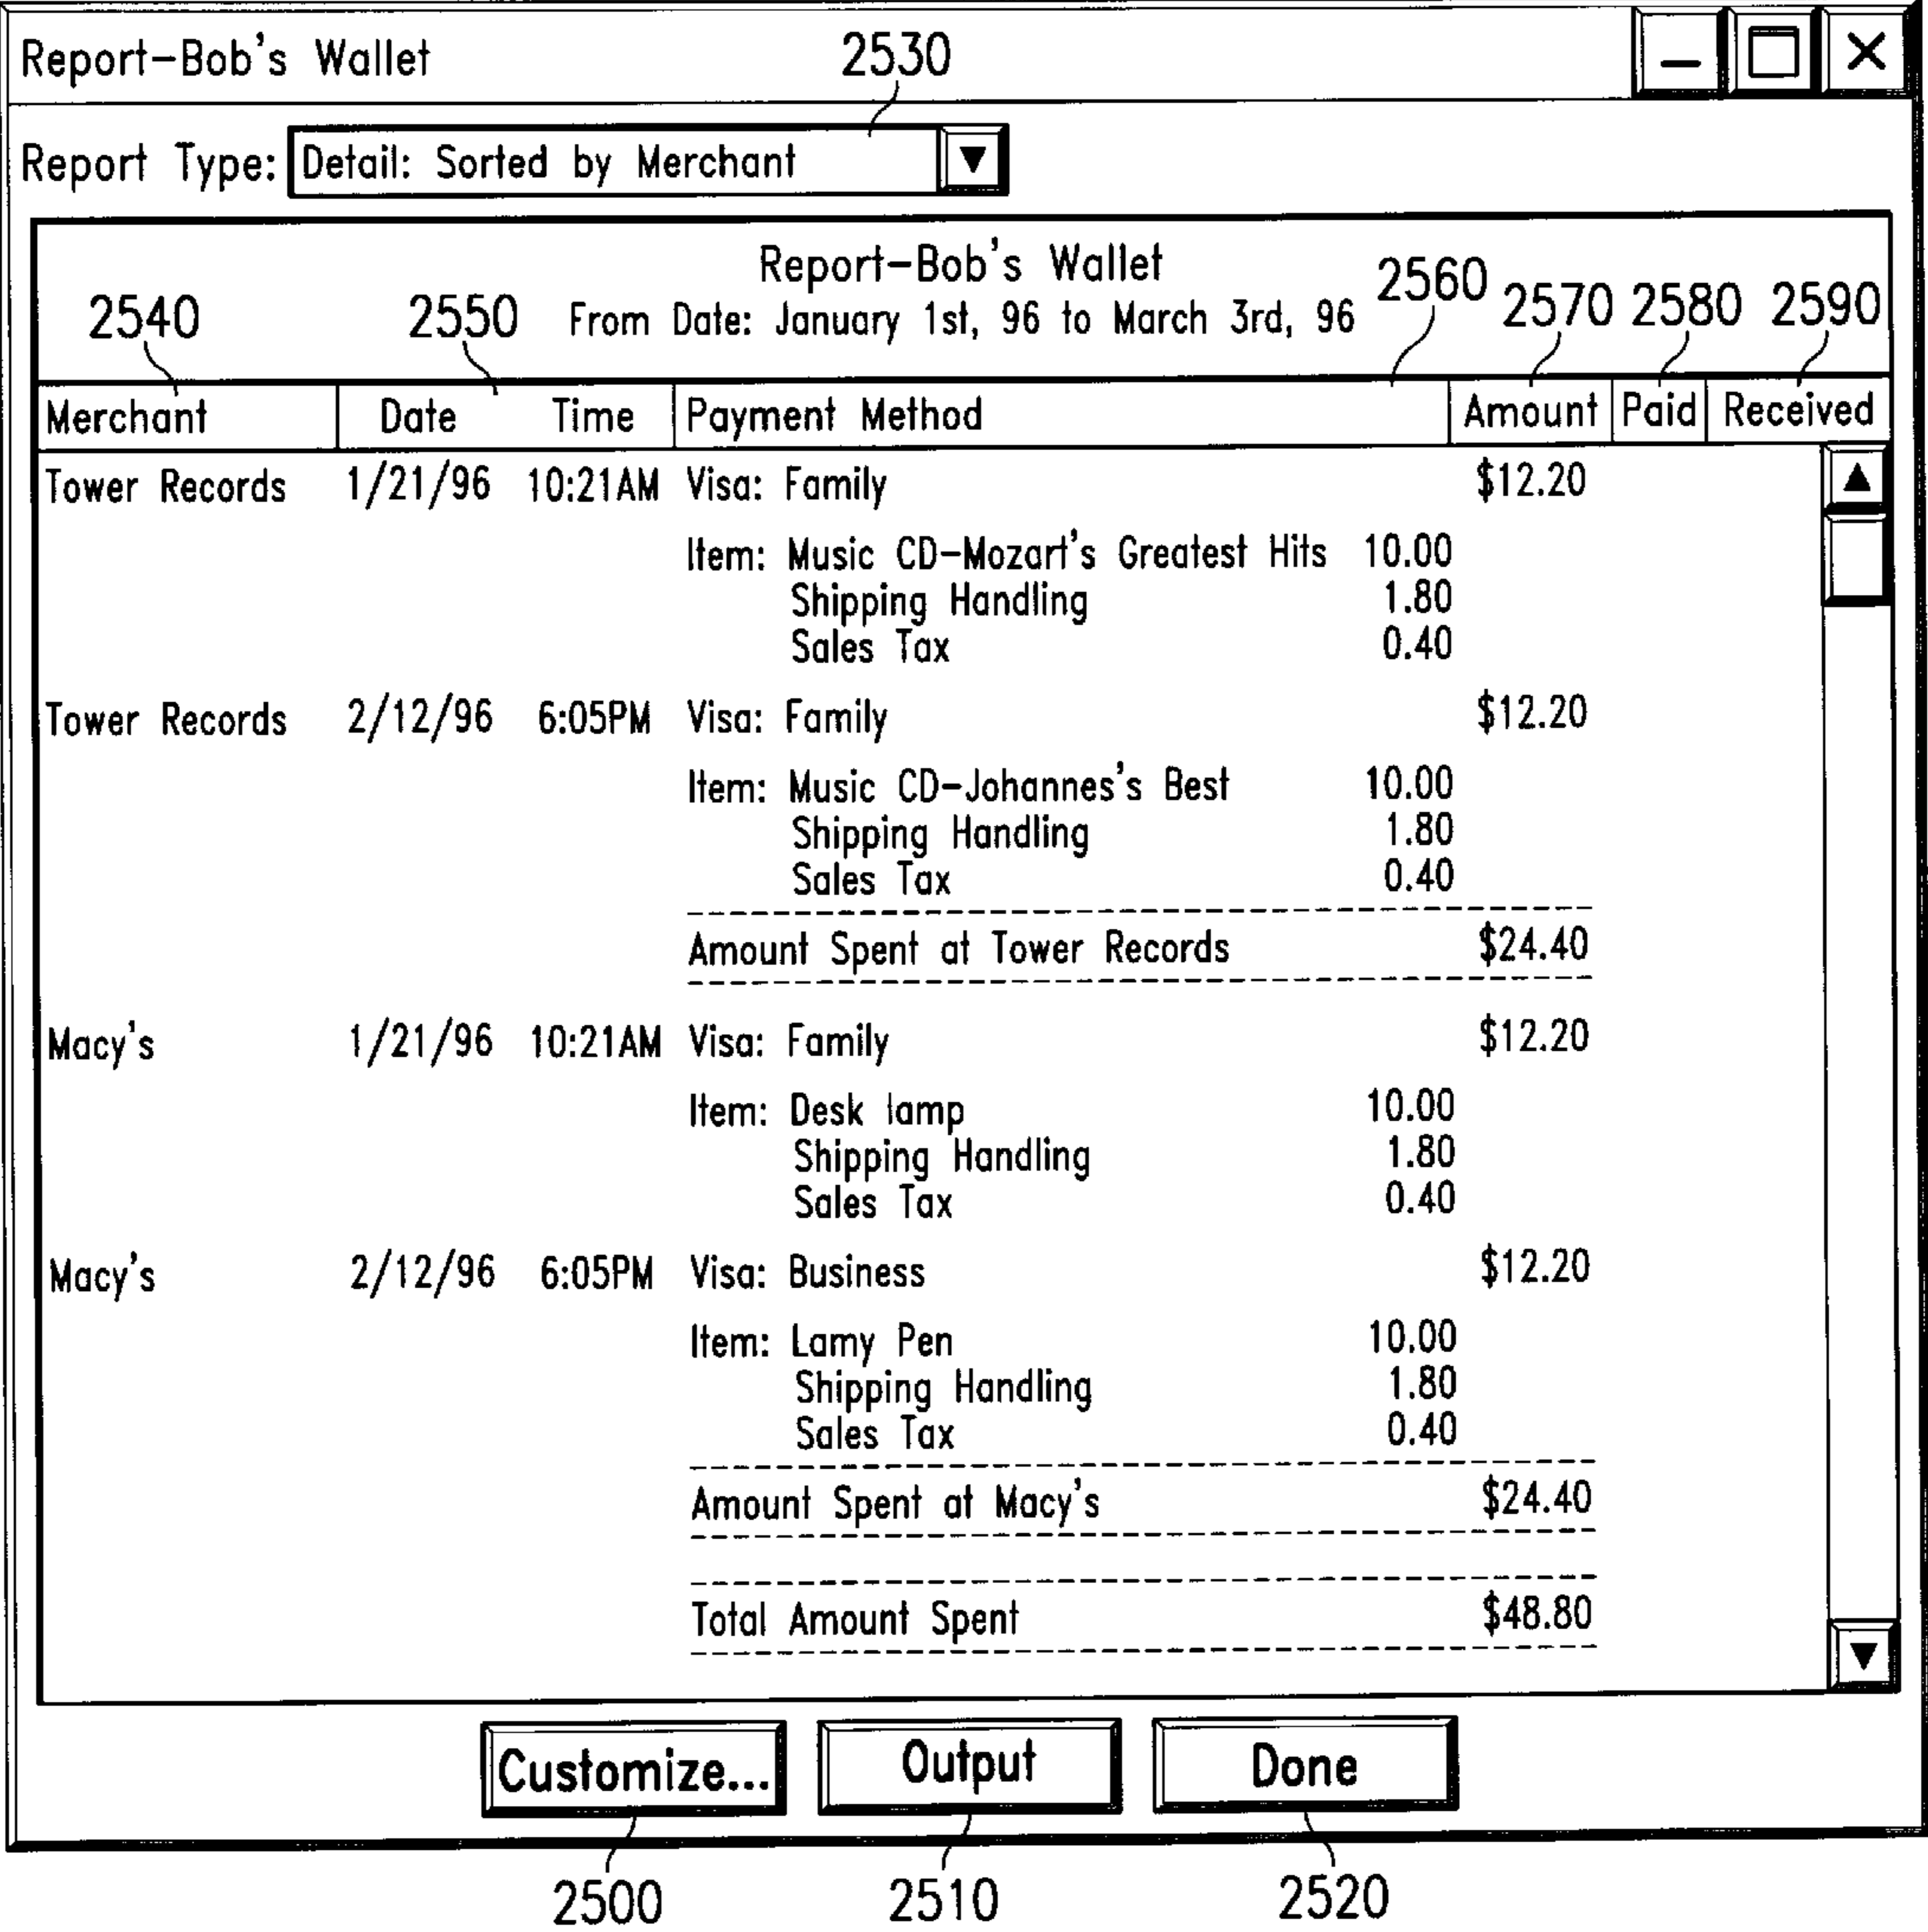 Report-Bob's Wallet 2530
Report Type: Detail: Sorted by Merchant
Report-Bob's Wallet
From Date: January 1st, 96 to March 3rd, 96
2540 2550 2560 2570 2580 2590
Merchant Date Time Payment Method Amount Paid Received
Tower Records 1/21/96 10:21AM Visa: Family $12.20
Item: Music CD-Mozart's Greatest Hits 10.00
Shipping Handling 1.80
Sales Tax 0.40
Tower Records 2/12/96 6:05PM Visa: Family $12.20
Item: Music CD-Johannes's Best 10.00
Shipping Handling 1.80
Sales Tax 0.40
Amount Spent at Tower Records $24.40
Macy's 1/21/96 10:21AM Visa: Family $12.20
Item: Desk lamp 10.00
Shipping Handling 1.80
Sales Tax 0.40
Macy's 2/12/96 6:05PM Visa: Business $12.20
Item: Lamy Pen 10.00
Shipping Handling 1.80
Sales Tax 0.40
Amount Spent at Macy's $24.40
Total Amount Spent $48.80
Customize... Output Done
2500 2510 2520